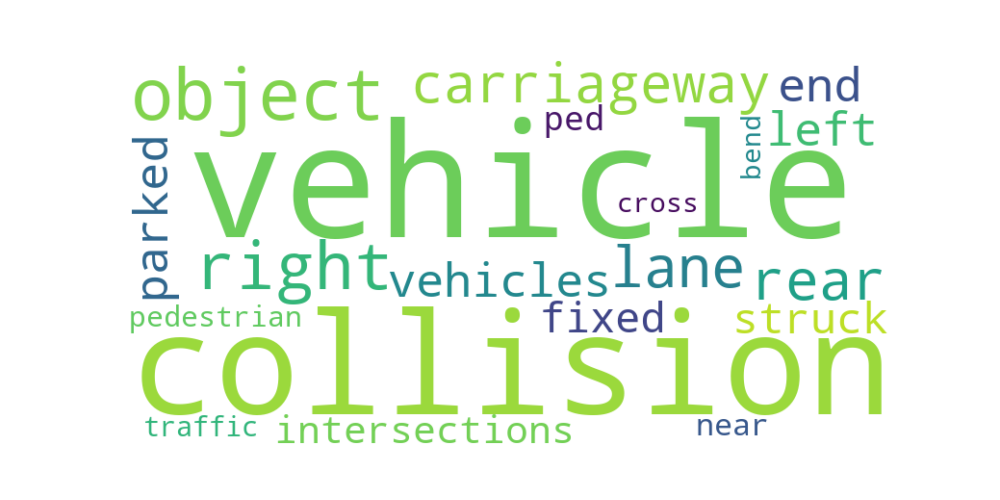 object carriageway end
ped
left
parked
bend
vehicle
cross
right vehicles lane rear
pedestrian fixed struck
collision
traffic intersections near